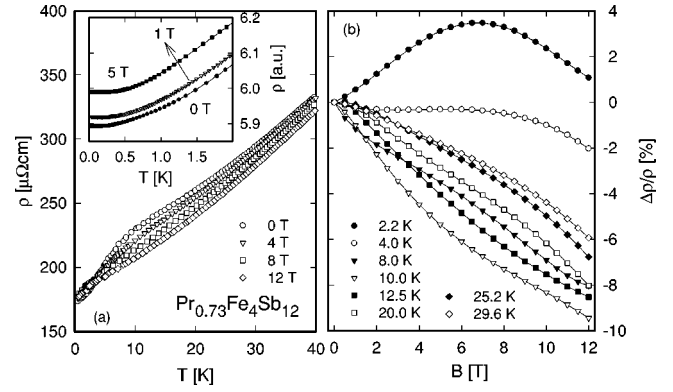 400
350
300
250
200
150
ρ [μΩcm]
0
10
20
30
40
T [K]
(a)
Pr0.73Fe4Sb12
0 T
4 T
8 T
12 T
1 T
5 T
0 T
6.2
6.1
6.0
5.9
ρ [a.u.]
0.0
0.5
1.0
1.5
T [K]
(b)
4
2
0
-2
-4
-6
-8
-10
Δρ/ρ [%]
2.2 K
4.0 K
8.0 K
10.0 K
12.5 K
20.0 K
25.2 K
29.6 K
0
2
4
6
8
10
12
B [T]